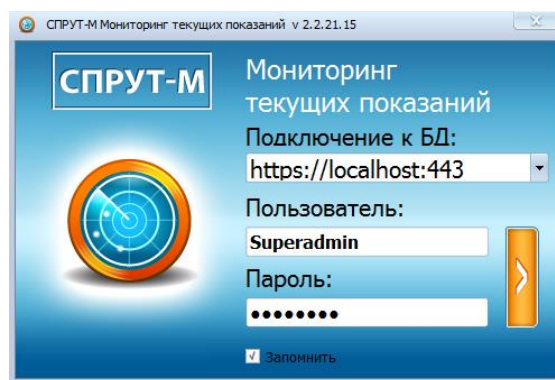 СПРУТ-М Мониторинг текущих показаний v 2.2.21.15
СПРУТ-М
Мониторинг
текущих показаний
Подключение к БД:
https://localhost:443
Пользователь:
Superadmin
Пароль:
••••••••
Запомнить